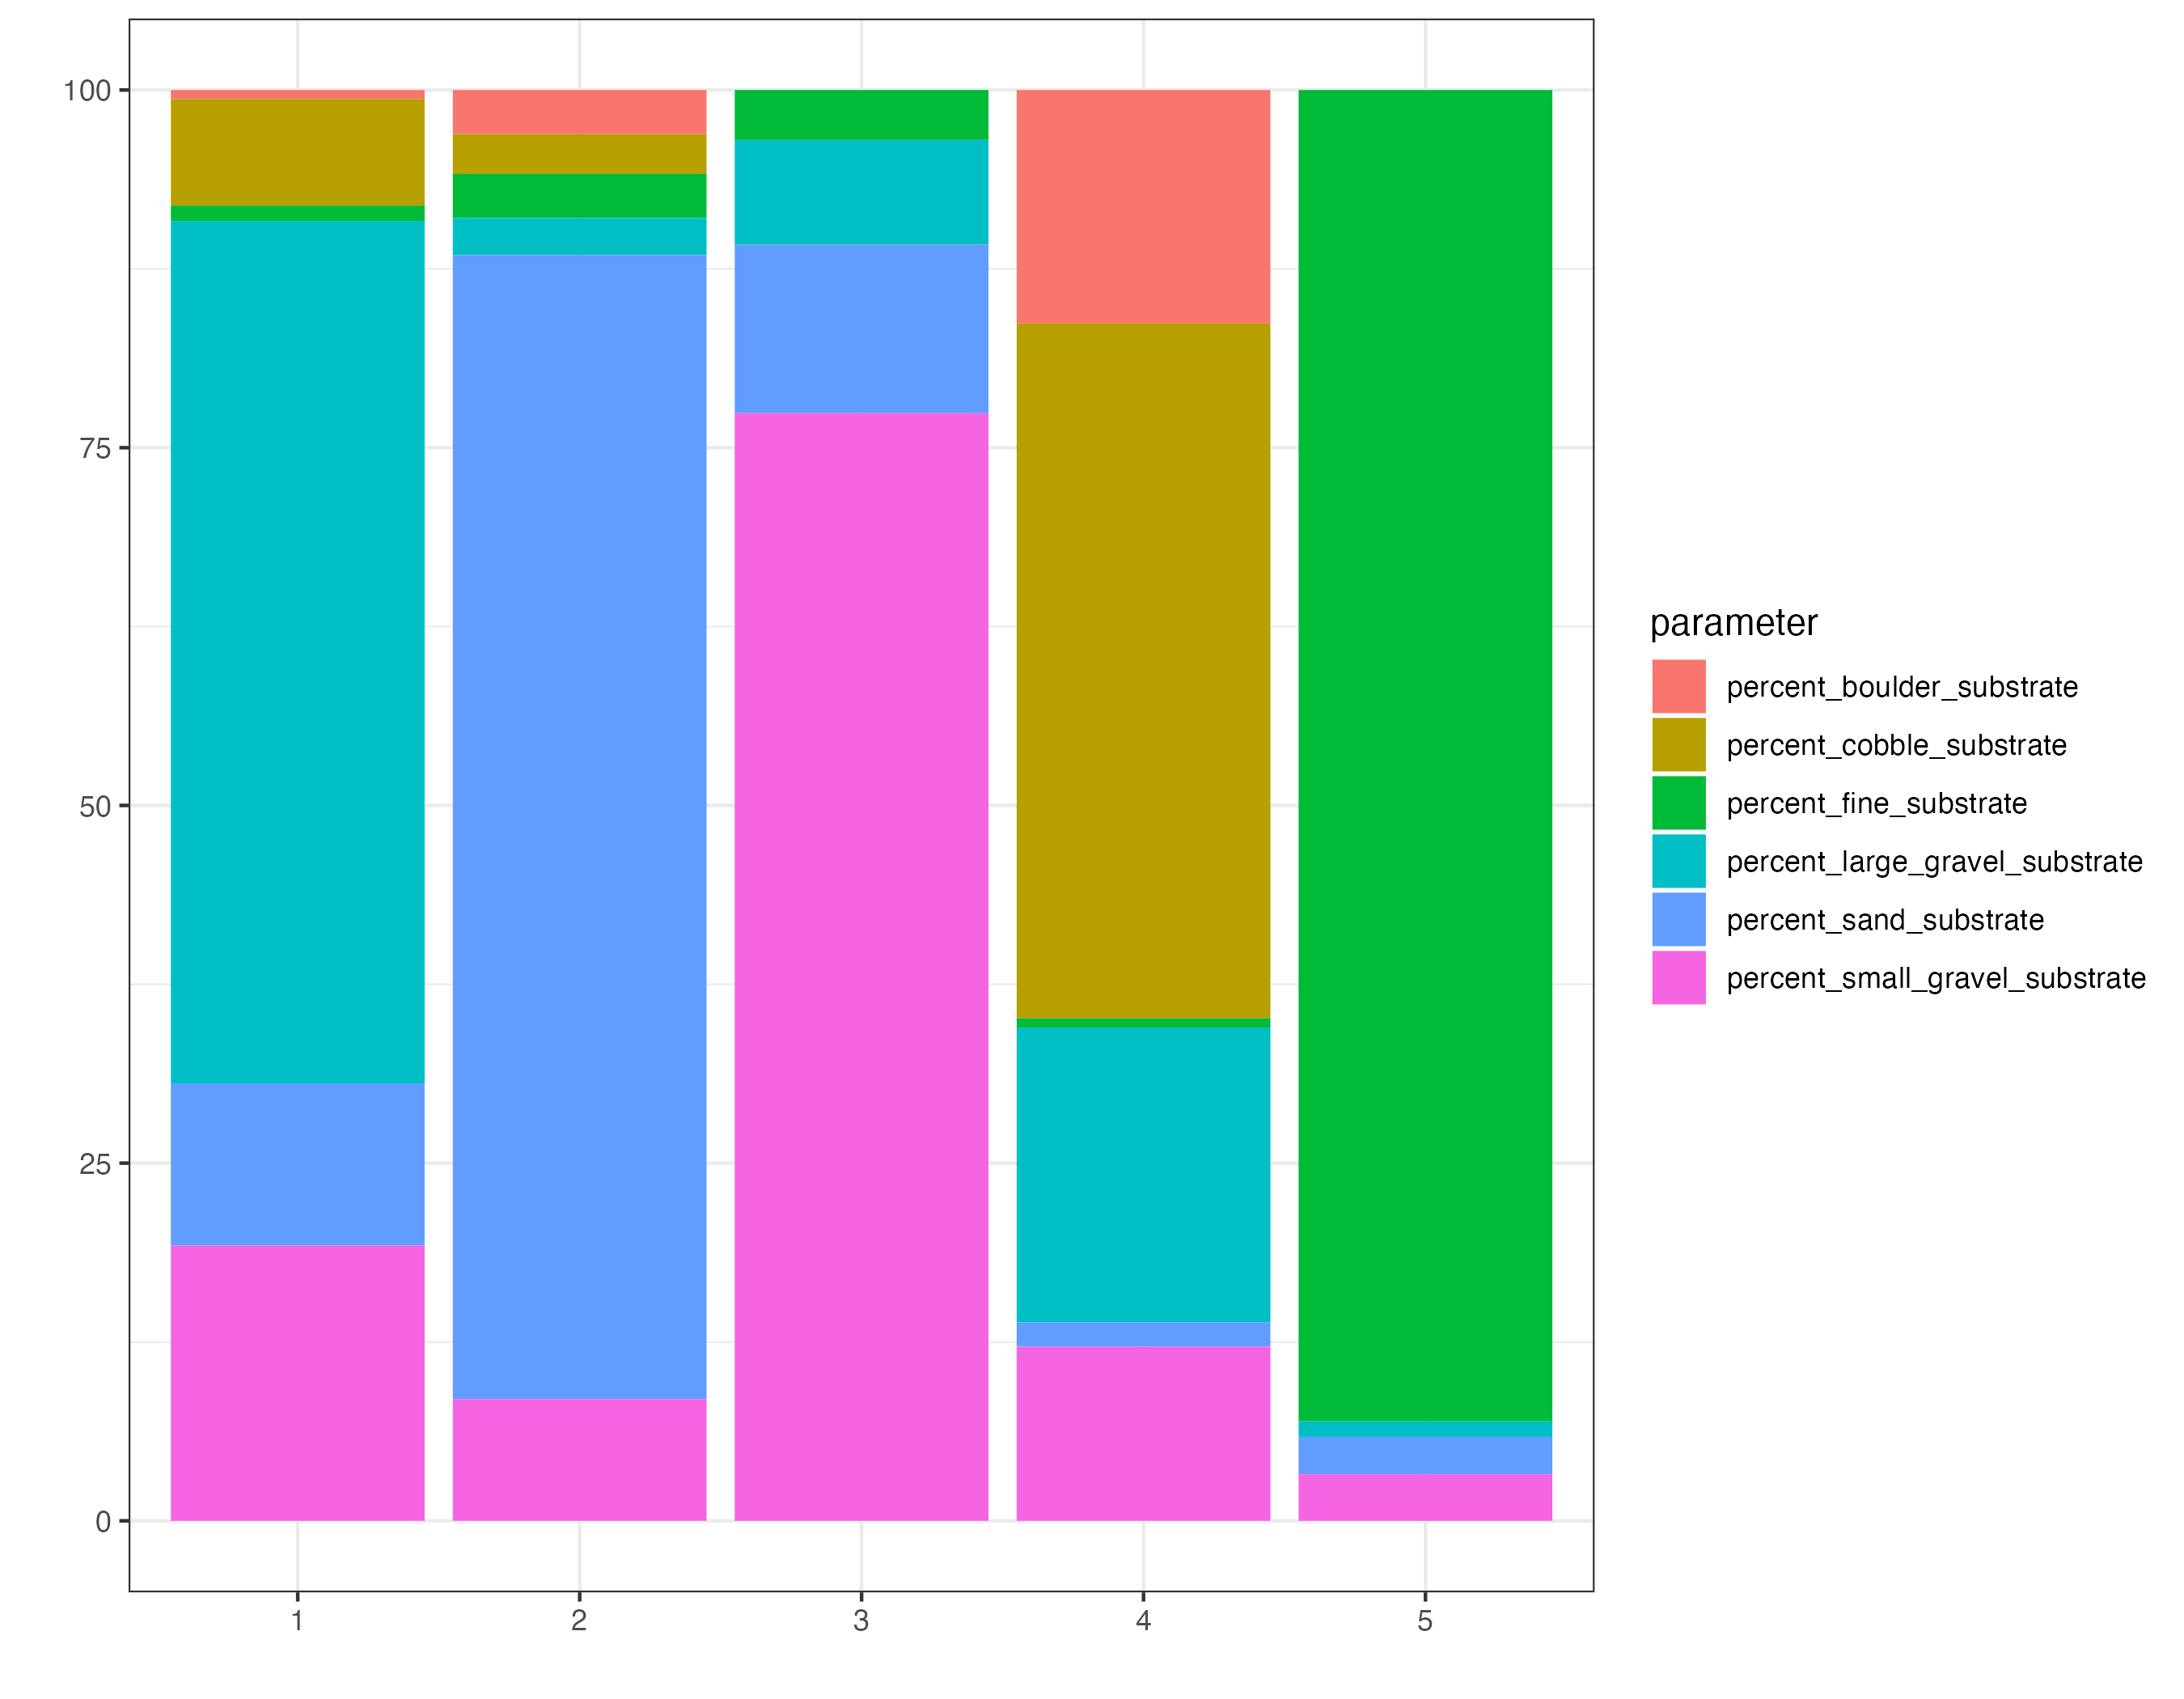 100
75
50
25
0
1 2 3 4 5
parameter
percent_boulder_substrate
percent_cobble_substrate
percent_fine_substrate
percent_large_gravel_substrate
percent_sand_substrate
percent_small_gravel_substrate